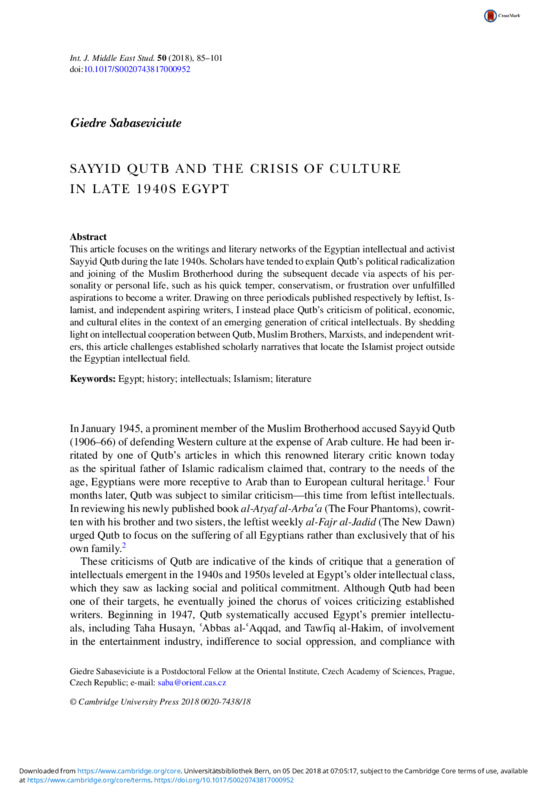 CrossMark
Int. J. Middle East Stud. 50 (2018), 85–101
doi:10.1017/S0020743817000952
Giedre Sabaseviciute
SAYYID QUTB AND THE CRISIS OF CULTURE
IN LATE 1940S EGYPT
Abstract
This article focuses on the writings and literary networks of the Egyptian intellectual and activist
Sayyid Qutb during the late 1940s. Scholars have tended to explain Qutb's political radicalization
and joining of the Muslim Brotherhood during the subsequent decade via aspects of his per-
sonality or personal life, such as his quick temper, conservatism, or frustration over unfulfilled
aspirations to become a writer. Drawing on three periodicals published respectively by leftist, Is-
lamist, and independent aspiring writers, I instead place Qutb's criticism of political, economic,
and cultural elites in the context of an emerging generation of critical intellectuals. By shedding
light on intellectual cooperation between Qutb, Muslim Brothers, Marxists, and independent writ-
ers, this article challenges established scholarly narratives that locate the Islamist project outside
the Egyptian intellectual field.
Keywords: Egypt; history; intellectuals; Islamism; literature
In January 1945, a prominent member of the Muslim Brotherhood accused Sayyid Qutb
(1906–66) of defending Western culture at the expense of Arab culture. He had been ir-
ritated by one of Qutb's articles in which this renowned literary critic known today
as the spiritual father of Islamic radicalism claimed that, contrary to the needs of the
age, Egyptians were more receptive to Arab than to European cultural heritage.1 Four
months later, Qutb was subject to similar criticism—this time from leftist intellectuals.
In reviewing his newly published book al-Atyaf al-Arbaʿa (The Four Phantoms), cowrit-
ten with his brother and two sisters, the leftist weekly al-Fajr al-Jadid (The New Dawn)
urged Qutb to focus on the suffering of all Egyptians rather than exclusively that of his
own family.2
These criticisms of Qutb are indicative of the kinds of critique that a generation of
intellectuals emergent in the 1940s and 1950s leveled at Egypt's older intellectual class,
which they saw as lacking social and political commitment. Although Qutb had been
one of their targets, he eventually joined the chorus of voices criticizing established
writers. Beginning in 1947, Qutb systematically accused Egypt's premier intellectu-
als, including Taha Husayn, ʿAbbas al-ʿAqqad, and Tawfiq al-Hakim, of involvement
in the entertainment industry, indifference to social oppression, and compliance with
Giedre Sabaseviciute is a Postdoctoral Fellow at the Oriental Institute, Czech Academy of Sciences, Prague,
Czech Republic; e-mail: saba@orient.cas.cz
© Cambridge University Press 2018 0020-7438/18
Downloaded from https://www.cambridge.org/core. Universitätsbibliothek Bern, on 05 Dec 2018 at 07:05:17, subject to the Cambridge Core terms of use, available
at https://www.cambridge.org/core/terms. https://doi.org/10.1017/S0020743817000952